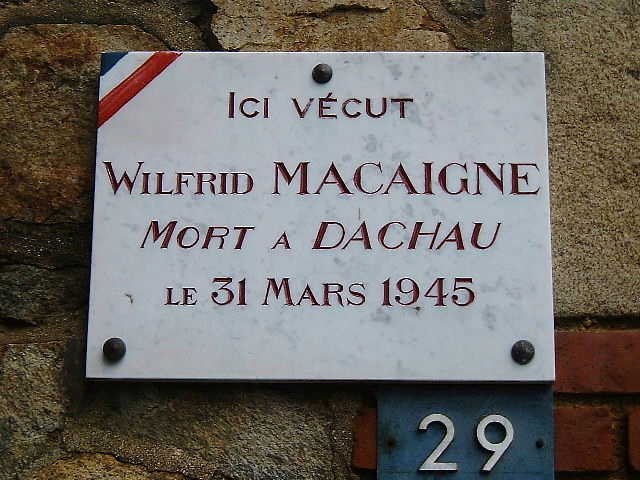 Ici vécut
Wilfrid MACAIGNE
Mort a DACHAU
le 31 Mars 1945
29